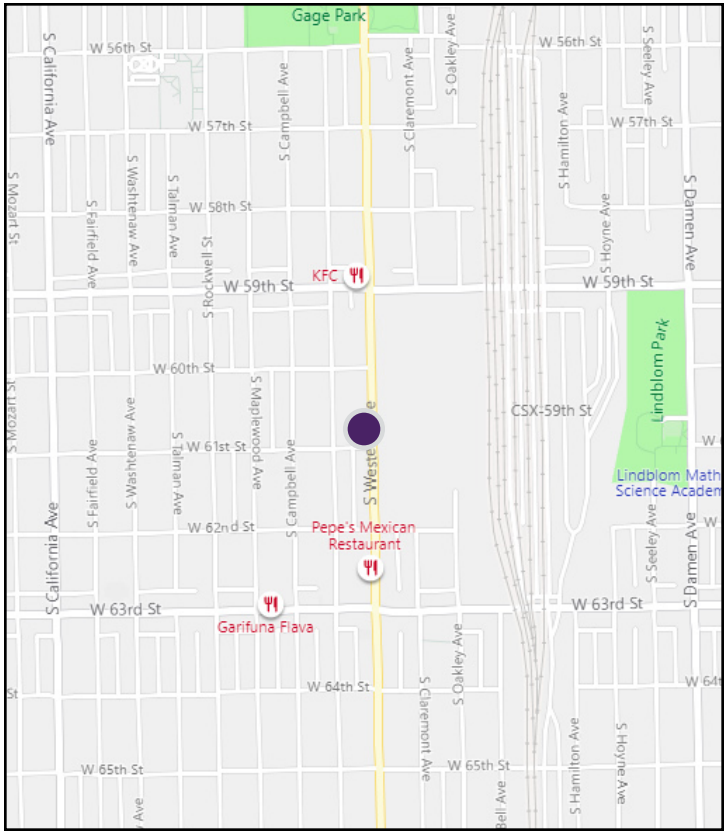 Gage Park
W 56th St
W 56th St
S California Ave
S Campbell Ave
S Claremont Ave
S Oakley Ave
S Seeley Ave
W 57th St
W 57th St
S Hamilton Ave
S Mozart St
S Fairfield Ave
S Washtenaw Ave
S Talman Ave
W 58th St
S Rockwell St
S Hoyne Ave
S Damen Ave
KFC
W 59th St
W 59th St
Lindblom Park
W 60th St
S Mozart St
S Maplewood Ave
CSX-59th St
S Weste
e
S Fairfield Ave
S Washtenaw Ave
S Talman Ave
W 61st St
S Campbell Ave
W
Lindblom Math
Science Academ
S California Ave
W 62nd St
Pepe's Mexican
Restaurant
S Seeley Ave
S Damen Ave
W
W 63rd St
W 63rd St
Garifuna Flava
St
W 64th St
W 64t
S Claremont Ave
S Oakley Ave
S Hamilton Ave
S Hoyne Ave
W 65th St
W 65th St
Bell Ave
Ave